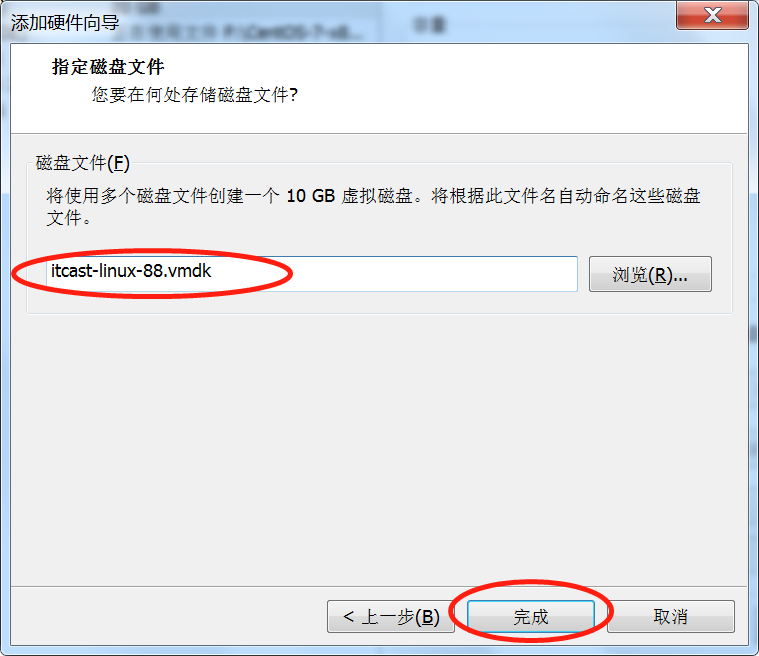 添加硬件向导
指定磁盘文件
您要在何处存储磁盘文件?
磁盘文件(F)
将使用多个磁盘文件创建一个 10 GB 虚拟磁盘。将根据此文件名自动命名这些磁盘
文件。
itcast-linux-88.vmdk
浏览(R)...
< 上一步(B)
完成
取消